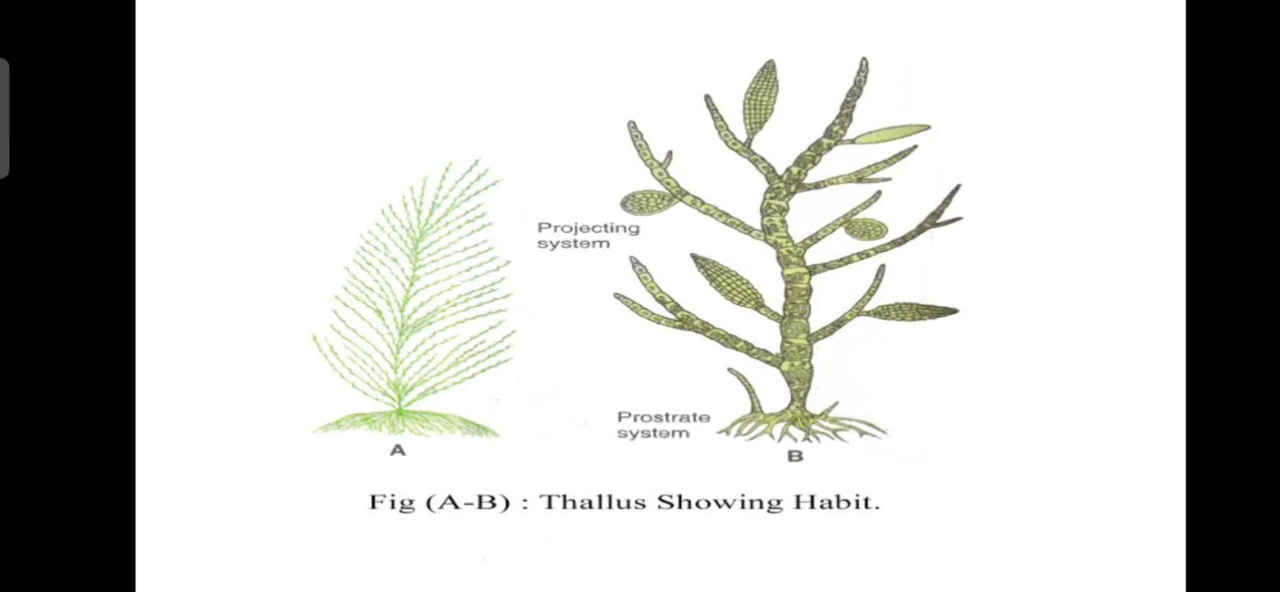 Projecting
system
Prostrate
system
A
B
Fig (A-B) : Thallus Showing Habit.